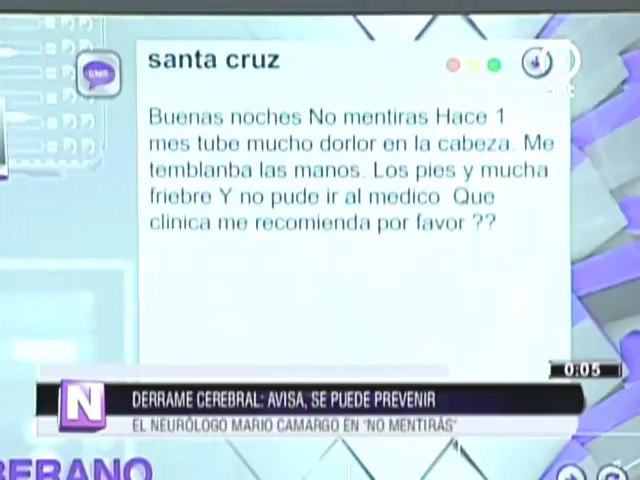 santa cruz
SMS
Buenas noches No mentiras Hace 1
mes tube mucho dorlor en la cabeza. Me
temblanba las manos. Los pies y mucha
friebre Y no pude ir al medico Que
clinica me recomienda por favor ??
0:05
N
DERRAME CEREBRAL: AVISA, SE PUEDE PREVENIR
EL NEURÓLOGO MARIO CAMARGO EN "NO MENTIRÁS"
BERANO